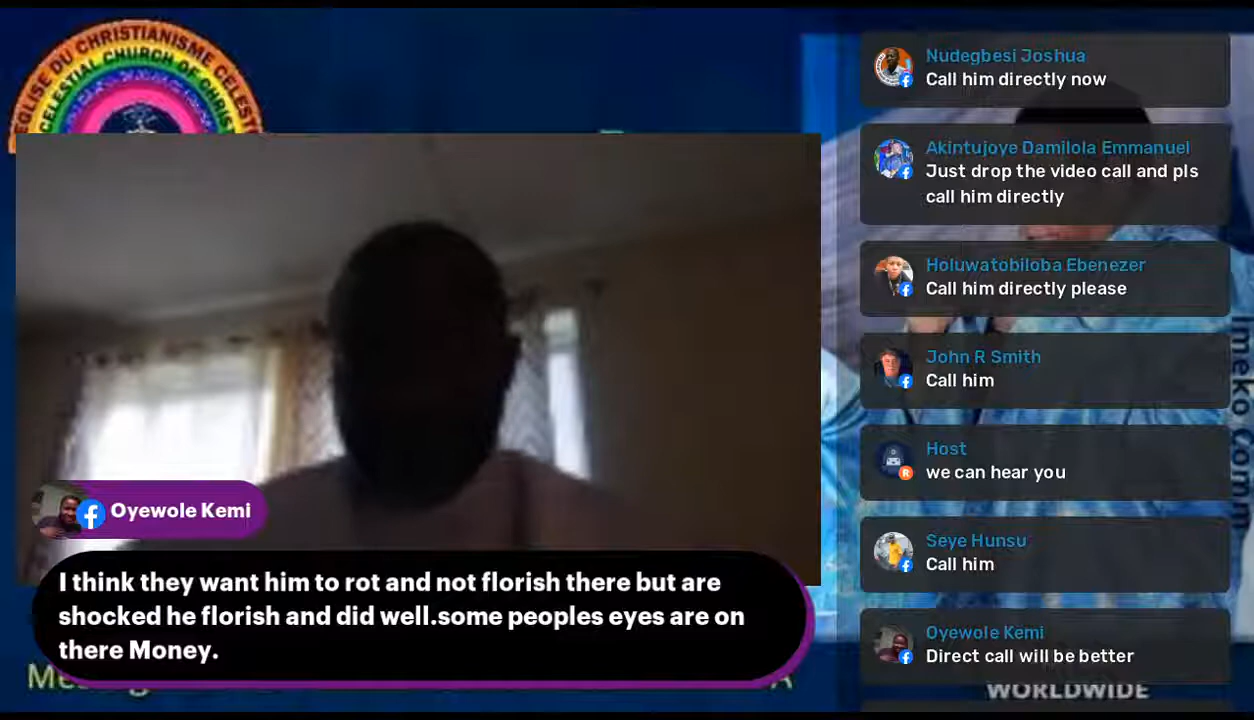 EGLISE DU CHRISTIANISME CELEST
CELESTIAL CHURCH OF CHRIST
Oyewole Kemi
I think they want him to rot and not florish there but are
shocked he florish and did well.some peoples eyes are on
there Money.
Nudegbesi Joshua
Call him directly now
Akintujoye Damilola Emmanuel
Just drop the video call and pls
call him directly
Holuwatobiloba Ebenezer
Call him directly please
John R Smith
Call him
Host
we can hear you
Seye Hunsu
Call him
Oyewole Kemi
Direct call will be better
WORLDWIDE